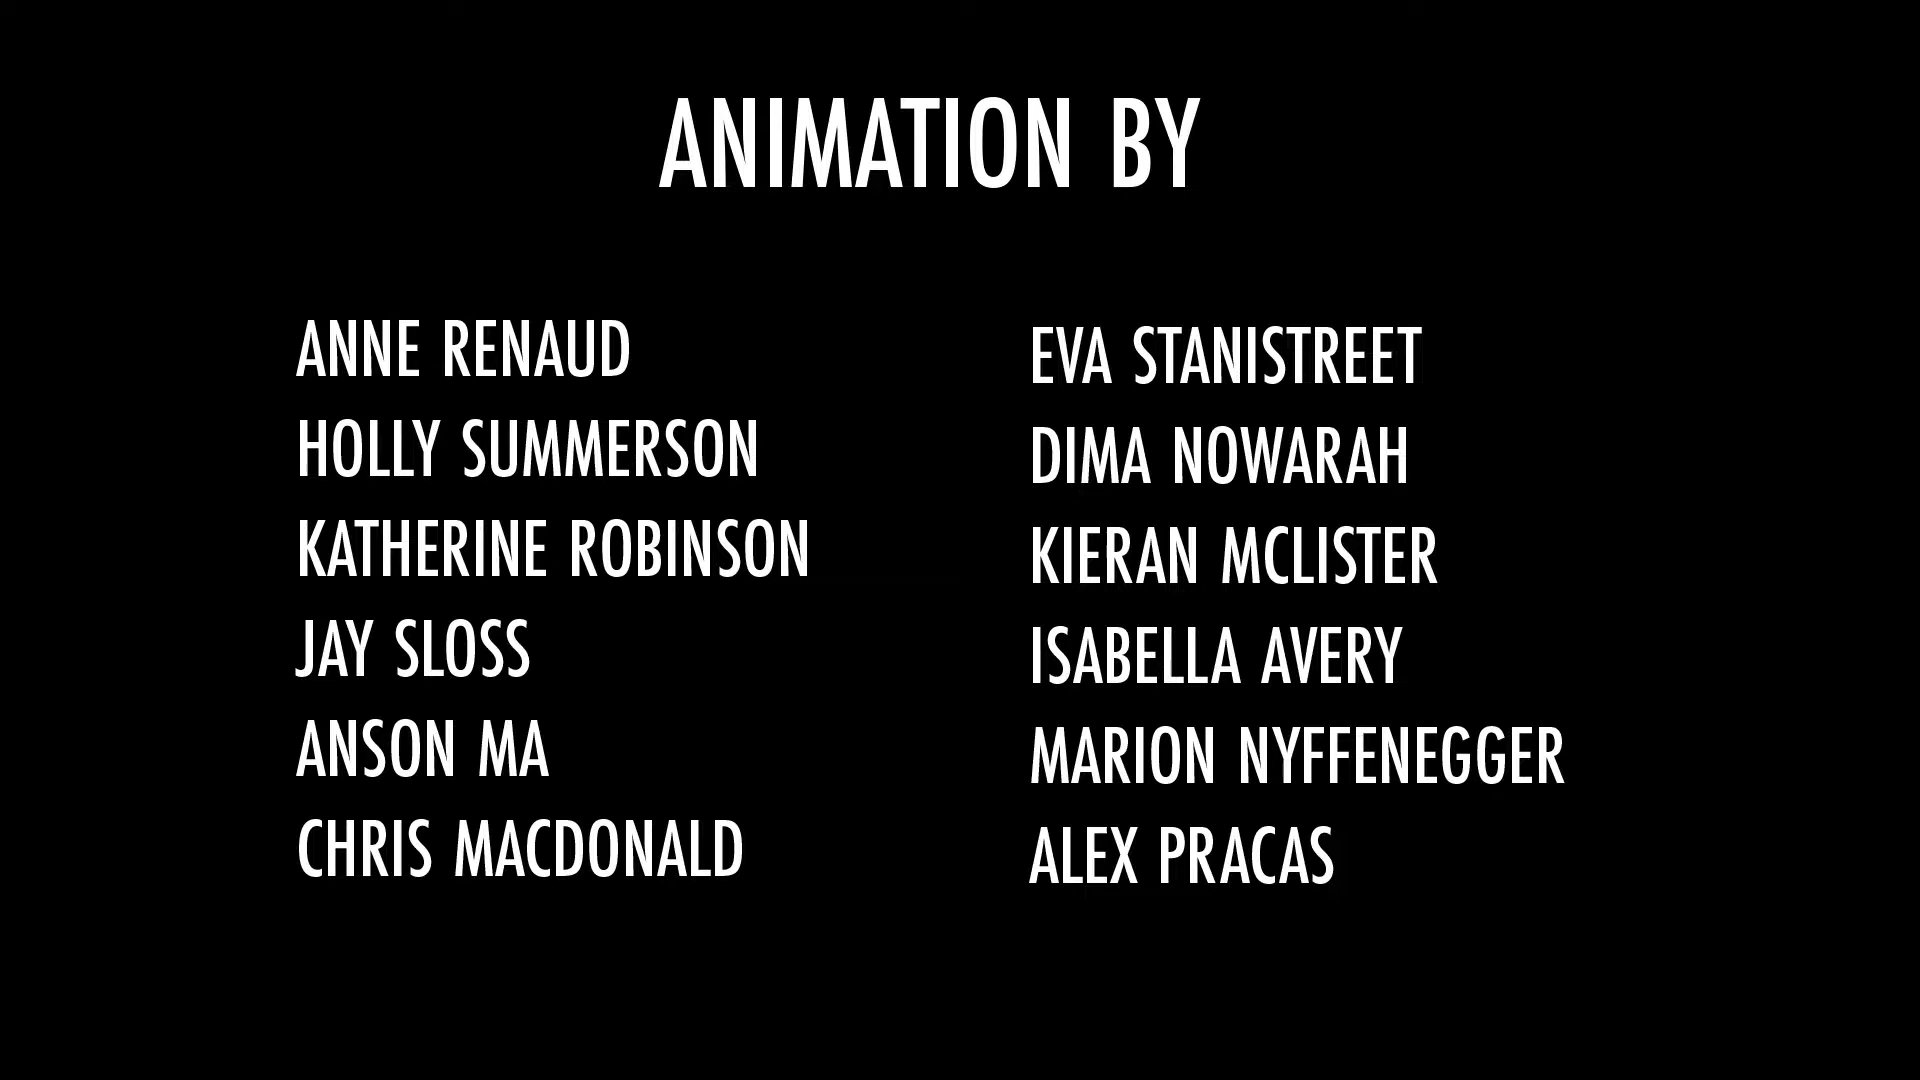 ANIMATION BY
ANNE RENAUD
HOLLY SUMMERSON
KATHERINE ROBINSON
JAY SLOSS
ANSON MA
CHRIS MACDONALD
EVA STANISTREET
DIMA NOWARAH
KIERAN MCLISTER
ISABELLA AVERY
MARION NYFFENEGGER
ALEX PRACAS